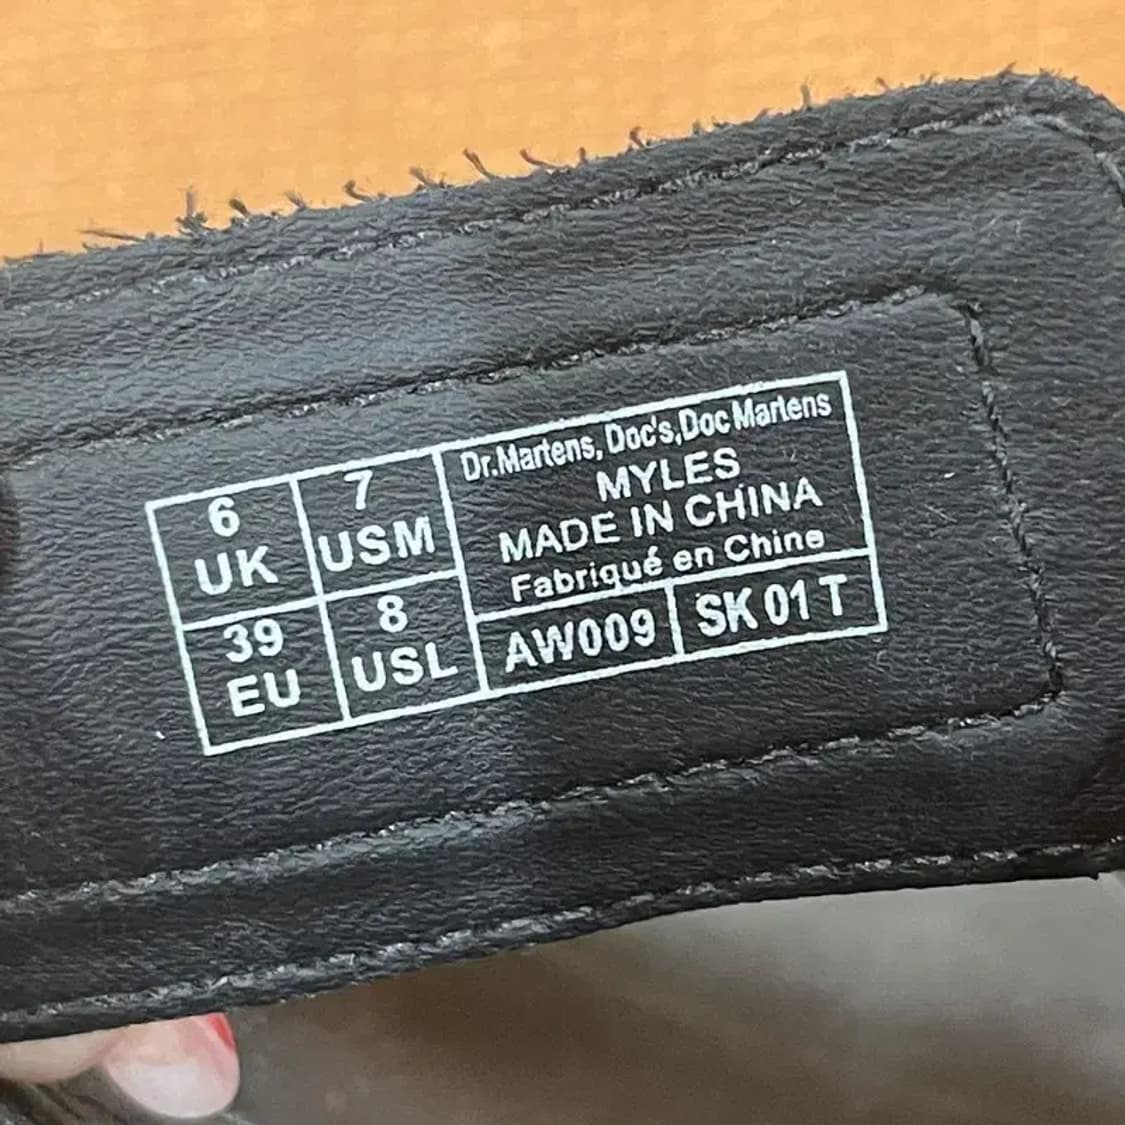 6
UK
7
USM
39
EU
8
USL
Dr.Martens, Doc's,Doc Martens
MYLES
MADE IN CHINA
Fabriqué en Chine
AW009
SK 01 T